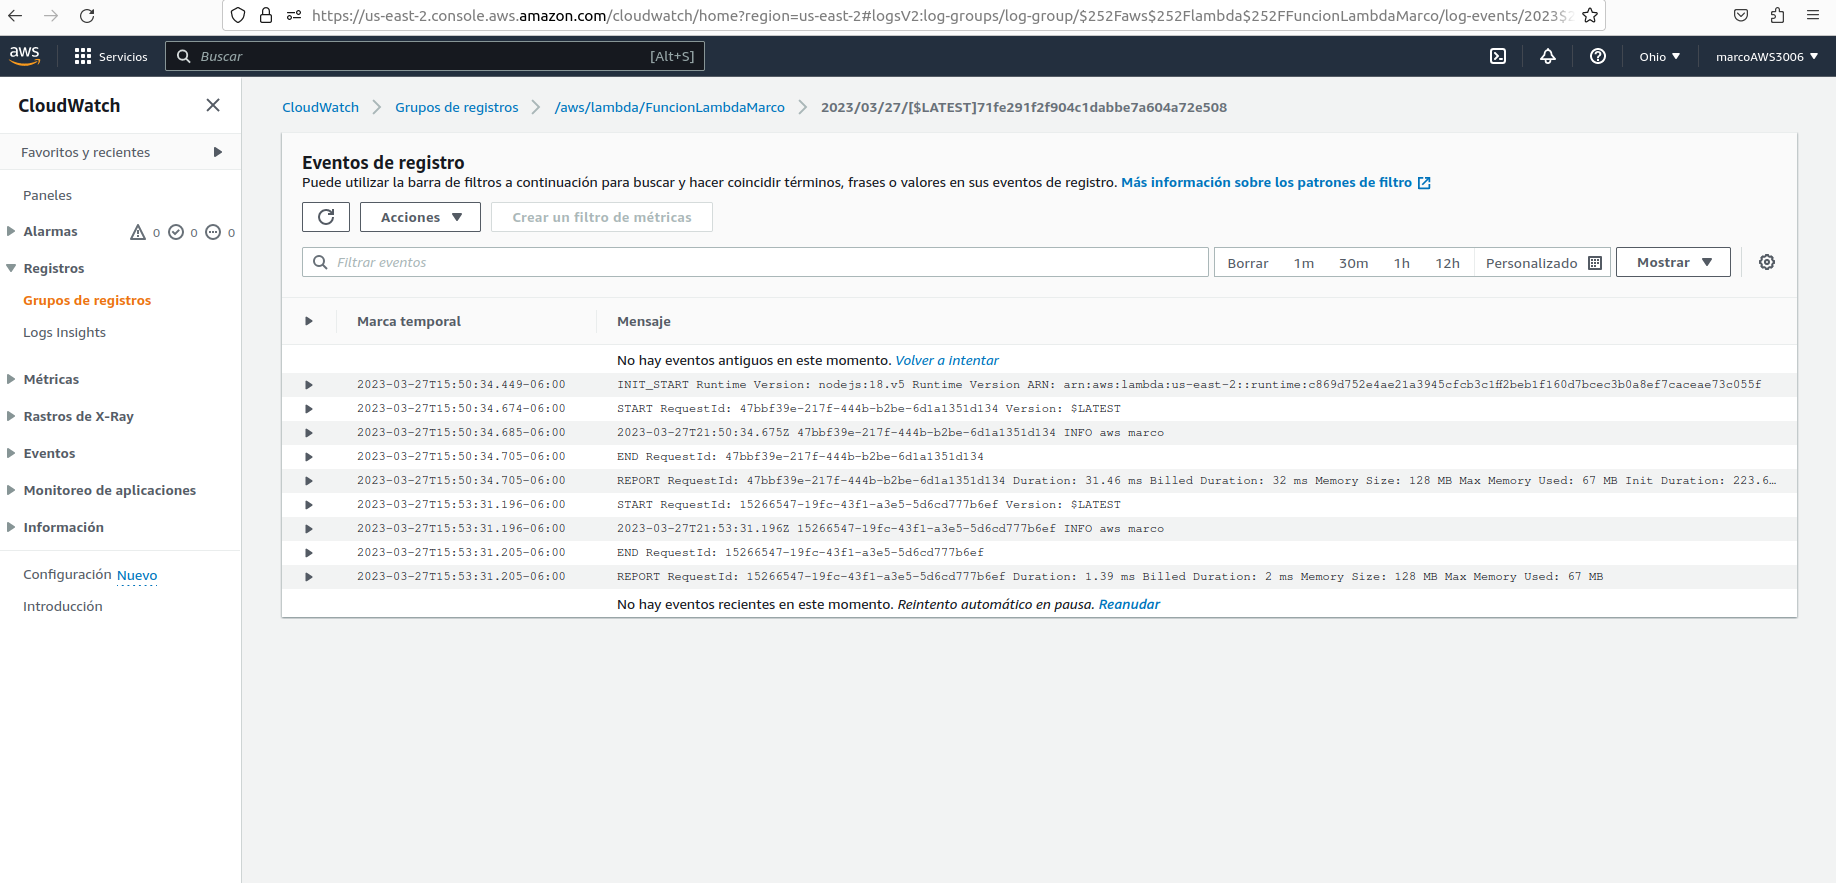 https://us-east-2.console.aws.amazon.com/cloudwatch/home?region=us-east-2#logsV2:log-groups/log-group/$252Faws$252Flambda$252FFuncionLambdaMarco/log-events/2023$2
aws Servicios Buscar [Alt+S] Ohio marcoAWS3006
CloudWatch
Favoritos y recientes
Paneles
Alarmas 0 0 0
Registros
Grupos de registros
Logs Insights
Métricas
Rastros de X-Ray
Eventos
Monitoreo de aplicaciones
Información
Configuración Nuevo
Introducción
CloudWatch Grupos de registros /aws/lambda/FuncionLambdaMarco 2023/03/27/[$LATEST]71fe291f2f904c1dabbe7a604a72e508
Eventos de registro
Puede utilizar la barra de filtros a continuación para buscar y hacer coincidir términos, frases o valores en sus eventos de registro. Más información sobre los patrones de filtro
Acciones Crear un filtro de métricas
Filtrar eventos Borrar 1m 30m 1h 12h Personalizado Mostrar
Marca temporal Mensaje
No hay eventos antiguos en este momento. Volver a intentar
2023-03-27T15:50:34.449-06:00 INIT_START Runtime Version: nodejs:18.v5 Runtime Version ARN: arn:aws:lambda:us-east-2::runtime:c869d752e4ae21a3945cfcb3c1ff2beb1f160d7bcec3b0a8ef7caceae73c055f
2023-03-27T15:50:34.674-06:00 START RequestId: 47bbf39e-217f-444b-b2be-6d1a1351d134 Version: $LATEST
2023-03-27T15:50:34.685-06:00 2023-03-27T21:50:34.675Z 47bbf39e-217f-444b-b2be-6d1a1351d134 INFO aws marco
2023-03-27T15:50:34.705-06:00 END RequestId: 47bbf39e-217f-444b-b2be-6d1a1351d134
2023-03-27T15:50:34.705-06:00 REPORT RequestId: 47bbf39e-217f-444b-b2be-6d1a1351d134 Duration: 31.46 ms Billed Duration: 32 ms Memory Size: 128 MB Max Memory Used: 67 MB Init Duration: 223.6…
2023-03-27T15:53:31.196-06:00 START RequestId: 15266547-19fc-43f1-a3e5-5d6cd777b6ef Version: $LATEST
2023-03-27T15:53:31.196-06:00 2023-03-27T21:53:31.196Z 15266547-19fc-43f1-a3e5-5d6cd777b6ef INFO aws marco
2023-03-27T15:53:31.205-06:00 END RequestId: 15266547-19fc-43f1-a3e5-5d6cd777b6ef
2023-03-27T15:53:31.205-06:00 REPORT RequestId: 15266547-19fc-43f1-a3e5-5d6cd777b6ef Duration: 1.39 ms Billed Duration: 2 ms Memory Size: 128 MB Max Memory Used: 67 MB
No hay eventos recientes en este momento. Reintento automático en pausa. Reanudar